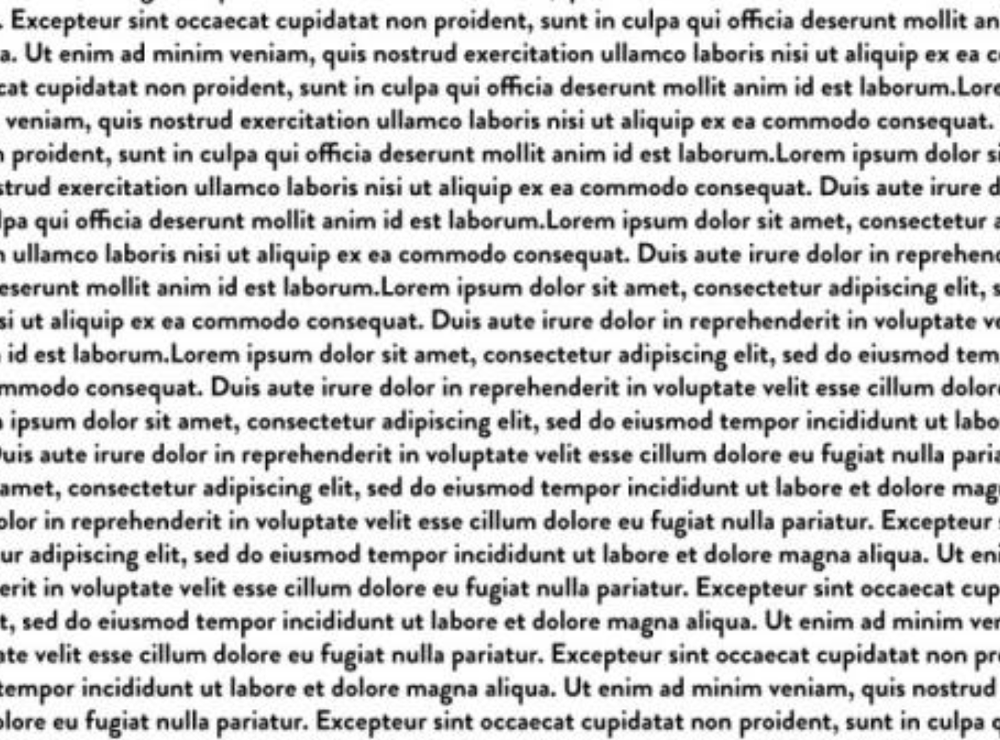 . Excepteur sint occaecat cupidatat non proident, sunt in culpa qui officia deserunt mollit an
a. Ut enim ad minim veniam, quis nostrud exercitation ullamco laboris nisi ut aliquip ex ea c
cat cupidatat non proident, sunt in culpa qui officia deserunt mollit anim id est laborum.Lore
veniam, quis nostrud exercitation ullamco laboris nisi ut aliquip ex ea commodo consequat.
n proident, sunt in culpa qui officia deserunt mollit anim id est laborum.Lorem ipsum dolor si
strud exercitation ullamco laboris nisi ut aliquip ex ea commodo consequat. Duis aute irure d
lpa qui officia deserunt mollit anim id est laborum.Lorem ipsum dolor sit amet, consectetur a
n ullamco laboris nisi ut aliquip ex ea commodo consequat. Duis aute irure dolor in reprehend
eserunt mollit anim id est laborum.Lorem ipsum dolor sit amet, consectetur adipiscing elit, s
si ut aliquip ex ea commodo consequat. Duis aute irure dolor in reprehenderit in voluptate ve
id est laborum.Lorem ipsum dolor sit amet, consectetur adipiscing elit, sed do eiusmod tem
mmodo consequat. Duis aute irure dolor in reprehenderit in voluptate velit esse cillum dolore
ipsum dolor sit amet, consectetur adipiscing elit, sed do eiusmod tempor incididunt ut labo
Duis aute irure dolor in reprehenderit in voluptate velit esse cillum dolore eu fugiat nulla paria
amet, consectetur adipiscing elit, sed do eiusmod tempor incididunt ut labore et dolore mag
olor in reprehenderit in voluptate velit esse cillum dolore eu fugiat nulla pariatur. Excepteur
ur adipiscing elit, sed do eiusmod tempor incididunt ut labore et dolore magna aliqua. Ut eni
erit in voluptate velit esse cillum dolore eu fugiat nulla pariatur. Excepteur sint occaecat cup
t, sed do eiusmod tempor incididunt ut labore et dolore magna aliqua. Ut enim ad minim ven
ate velit esse cillum dolore eu fugiat nulla pariatur. Excepteur sint occaecat cupidatat non pro
tempor incididunt ut labore et dolore magna aliqua. Ut enim ad minim veniam, quis nostrud
olore eu fugiat nulla pariatur. Excepteur sint occaecat cupidatat non proident, sunt in culpa q